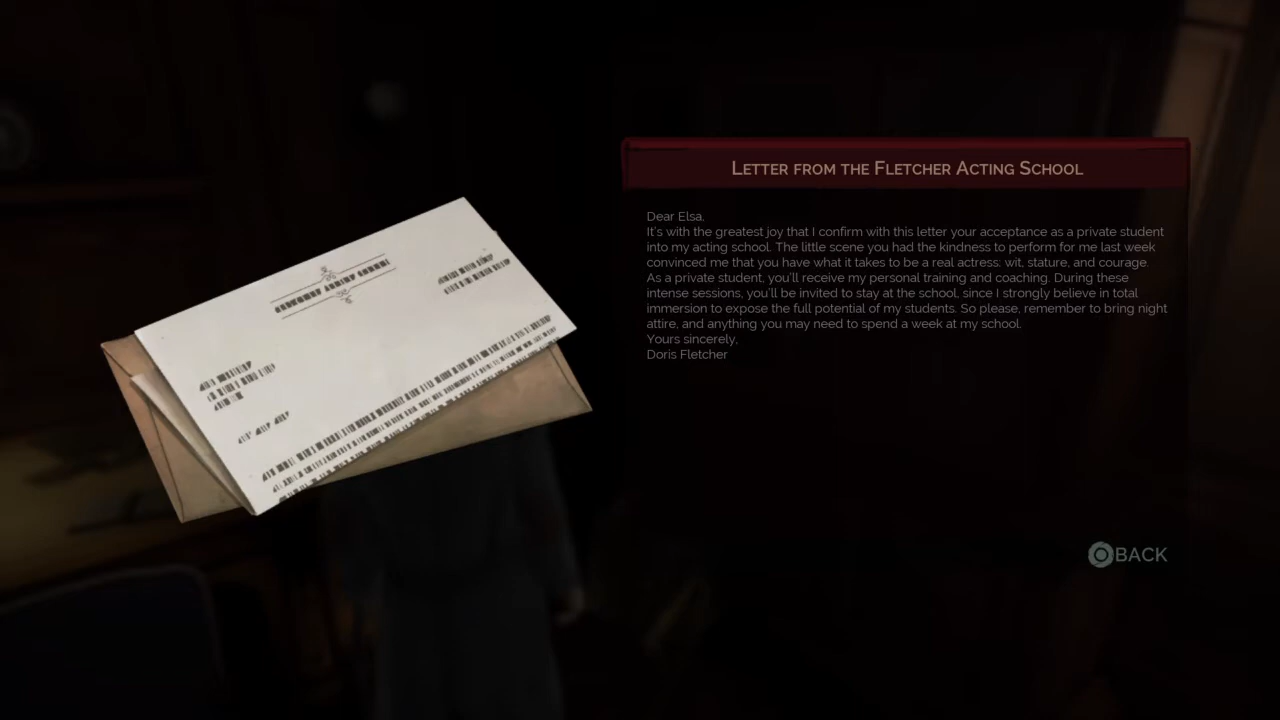 LETTER FROM THE FLETCHER ACTING SCHOOL
Dear Elsa,
It's with the greatest joy that I confirm with this letter your acceptance as a private student
into my acting school. The little scene you had the kindness to perform for me last week
convinced me that you have what it takes to be a real actress: wit, stature, and courage.
As a private student, you'll receive my personal training and coaching. During these
intense sessions, you'll be invited to stay at the school, since I strongly believe in total
immersion to expose the full potential of my students. So please, remember to bring night
attire, and anything you may need to spend a week at my school.
Yours sincerely,
Doris Fletcher
BACK